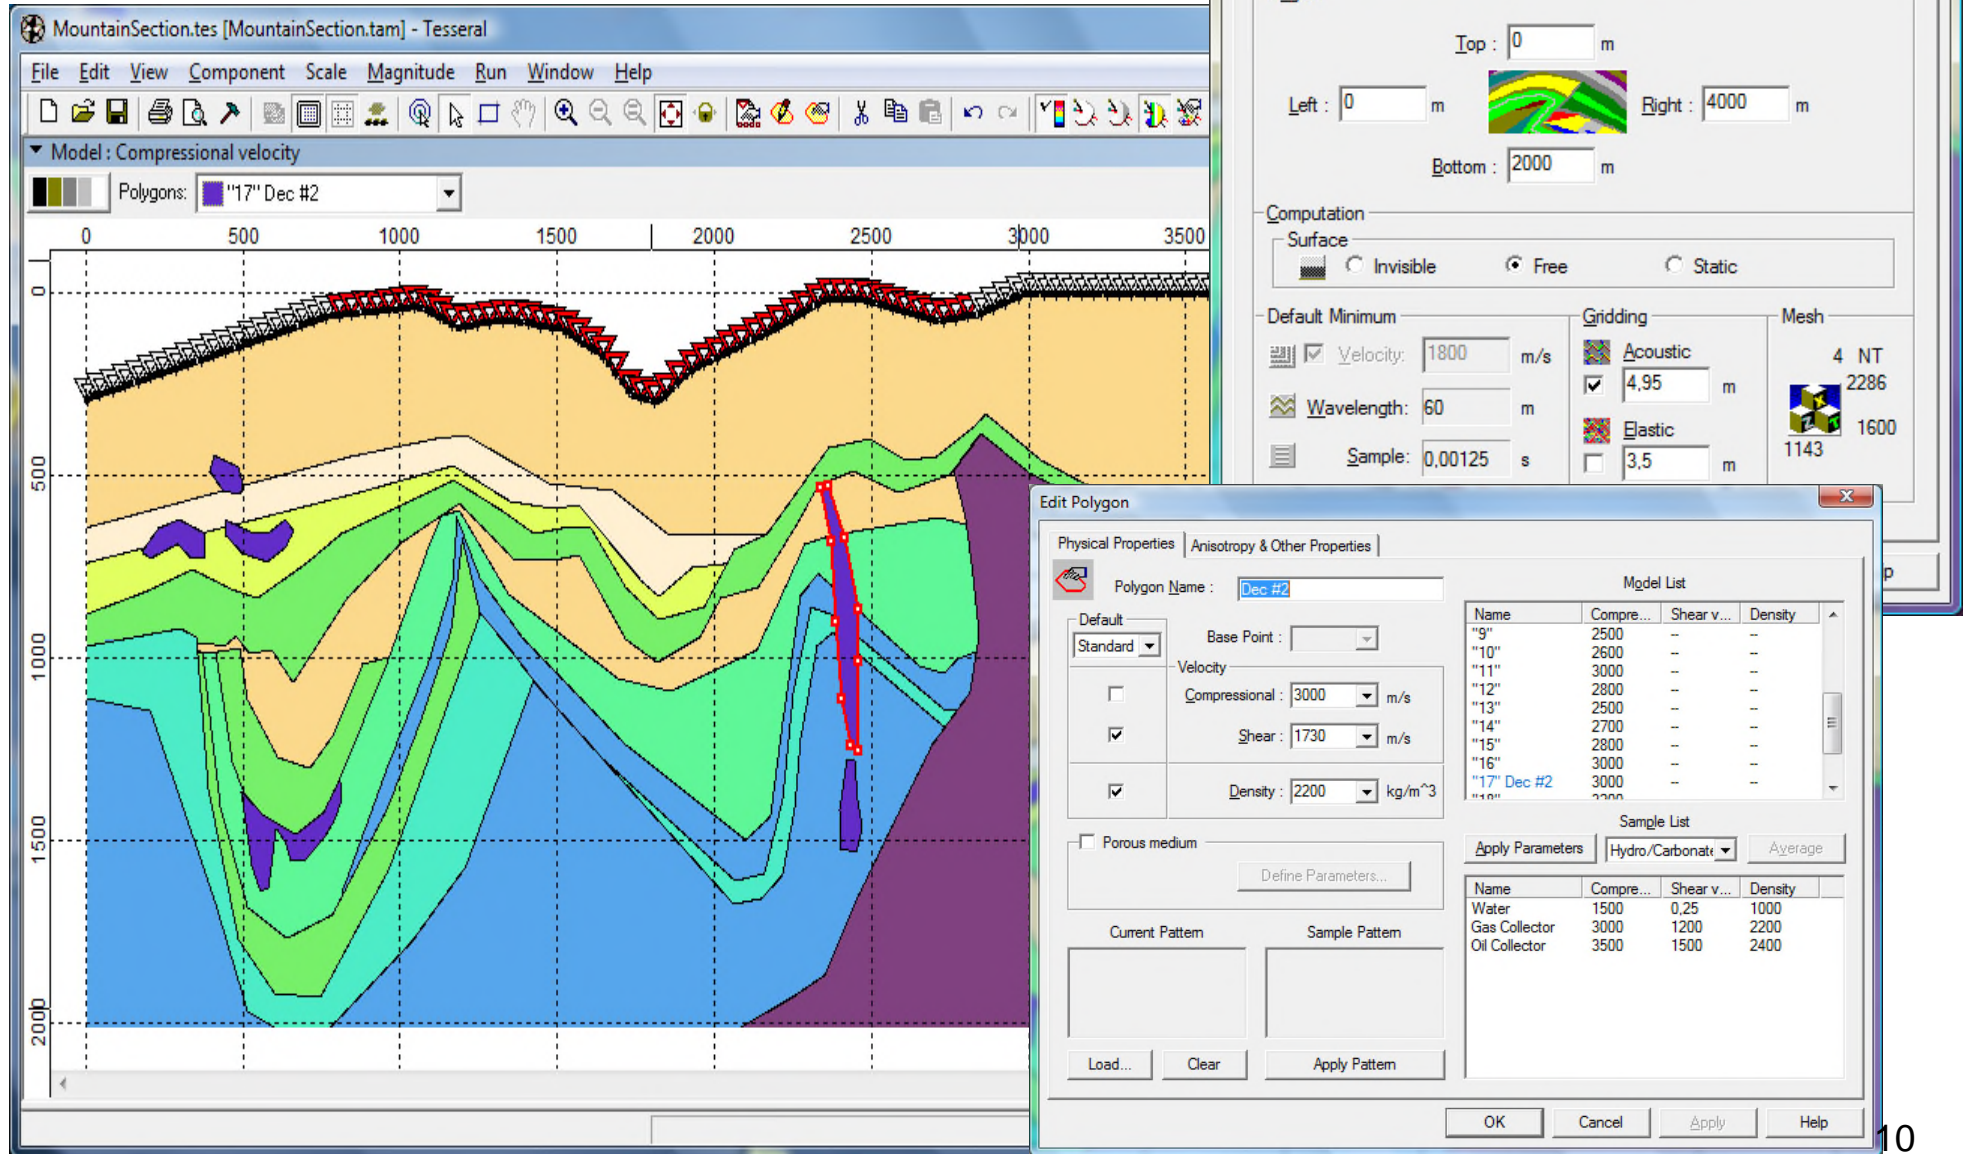 MountainSection.tes [MountainSection.tam] - Tesseral
File Edit View Component Scale Magnitude Run Window Help
Model : Compressional velocity
Polygons: "17" Dec #2
0 500 1000 1500 2000 2500 3000 3500
0
500
1000
1500
2000
Top : 0 m
Left : 0 m
Right : 4000 m
Bottom : 2000 m
Computation
Surface
Invisible Free Static
Default Minimum
Velocity: 1800 m/s
Wavelength: 60 m
Sample: 0,00125 s
Gridding
Acoustic
4,95 m
Elastic
3,5 m
Mesh
4 NT
2286
1600
1143
p
Edit Polygon
Physical Properties Anisotropy & Other Properties
Polygon Name : Dec #2
Default
Standard
Base Point :
Velocity
Compressional : 3000 m/s
Shear : 1730 m/s
Density : 2200 kg/m^3
Porous medium
Define Parameters...
Current Pattern Sample Pattern
Load... Clear Apply Pattern
Model List
Name Compre... Shear v... Density
"9" 2500 -- --
"10" 2600 -- --
"11" 3000 -- --
"12" 2800 -- --
"13" 2500 -- --
"14" 2700 -- --
"15" 2800 -- --
"16" 3000 -- --
"17" Dec #2 3000 -- --
Sample List
Apply Parameters Hydro/Carbonate Average
Name Compre... Shear v... Density
Water 1500 0,25 1000
Gas Collector 3000 1200 2200
Oil Collector 3500 1500 2400
OK Cancel Apply Help
10